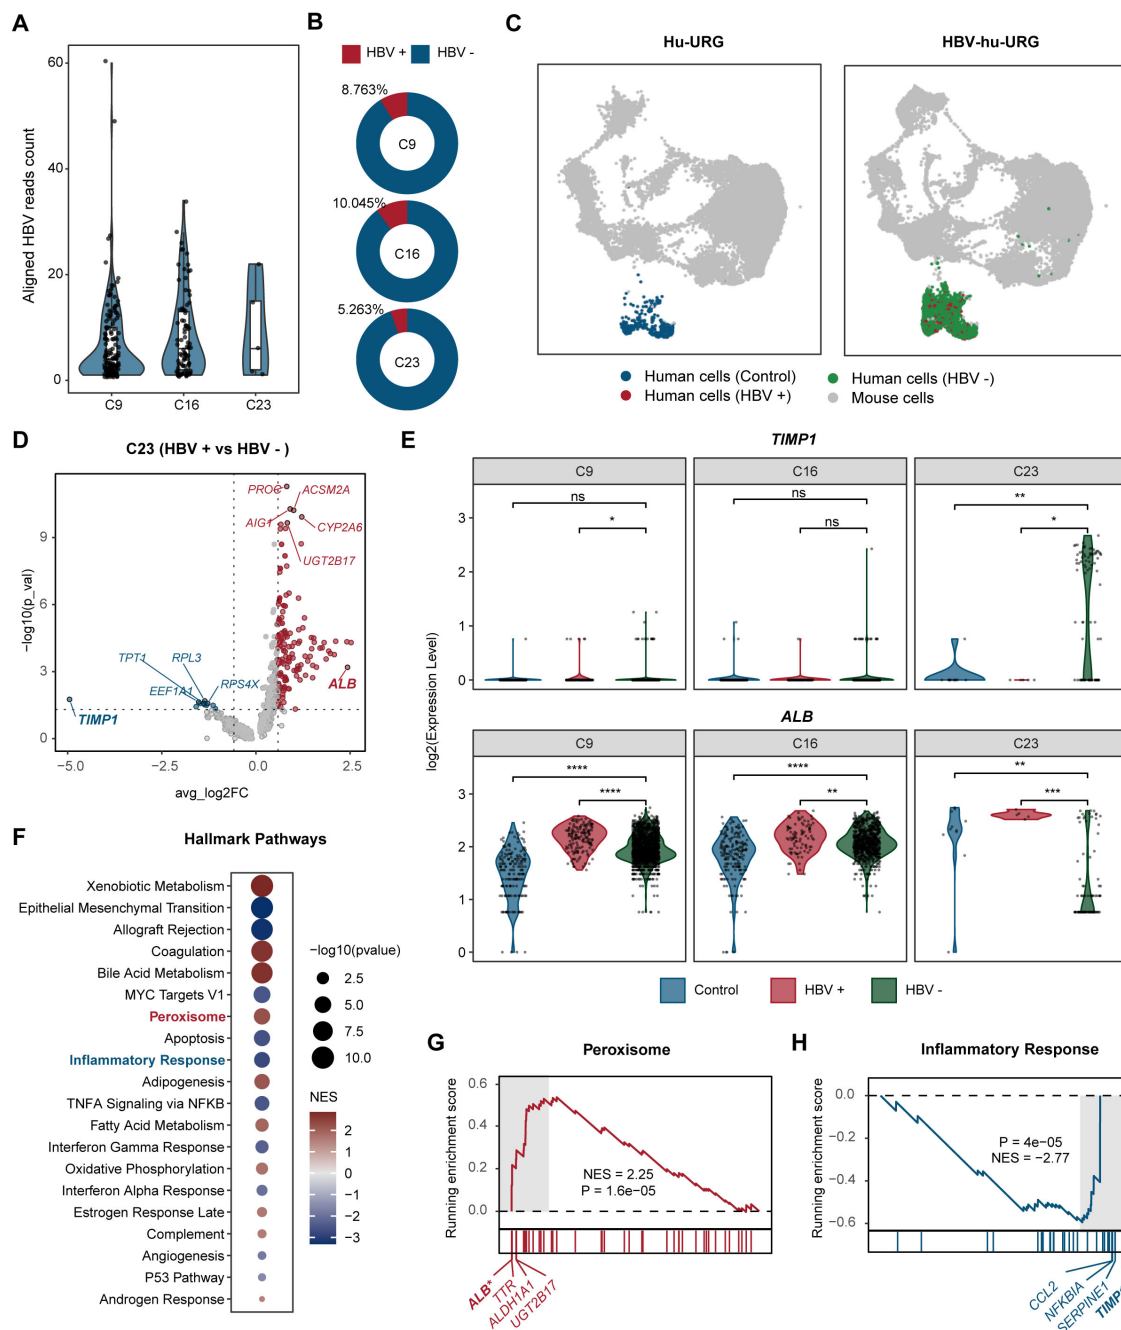 A
Aligned HBV reads count
60
40
20
0
C9
C16
C23
B
HBV +
HBV -
8.763%
C9
10.045%
C16
5.263%
C23
C
Hu-URG
HBV-hu-URG
Human cells (Control)
Human cells (HBV -)
Human cells (HBV +)
Mouse cells
D
C23 (HBV + vs HBV - )
−log10(p_val)
9
6
3
0
PROC
ACSM2A
AIG1
CYP2A6
UGT2B17
TPT1
RPL3
EEF1A1
RPS4X
ALB
TIMP1
−5.0
−2.5
0.0
2.5
avg_log2FC
E
TIMP1
C9
C16
C23
ns
*
ns
ns
**
*
3
2
1
0
log2(Expression Level)
ALB
C9
C16
C23
****
****
****
**
**
***
3
2
1
0
Control
HBV +
HBV -
F
Hallmark Pathways
Xenobiotic Metabolism
Epithelial Mesenchymal Transition
Allograft Rejection
Coagulation
Bile Acid Metabolism
MYC Targets V1
Peroxisome
Apoptosis
Inflammatory Response
Adipogenesis
TNFA Signaling via NFKB
Fatty Acid Metabolism
Interferon Gamma Response
Oxidative Phosphorylation
Interferon Alpha Response
Estrogen Response Late
Complement
Angiogenesis
P53 Pathway
Androgen Response
−log10(pvalue)
2.5
5.0
7.5
10.0
NES
2
1
0
−1
−2
−3
G
Peroxisome
Running enrichment score
0.6
0.4
0.2
0.0
NES = 2.25
P = 1.6e−05
ALB*
TTR
ALDH1A1
UGT2B17
H
Inflammatory Response
Running enrichment score
0.0
−0.2
−0.4
−0.6
P = 4e−05
NES = −2.77
CCL2
NFKBIA
SERPINE1